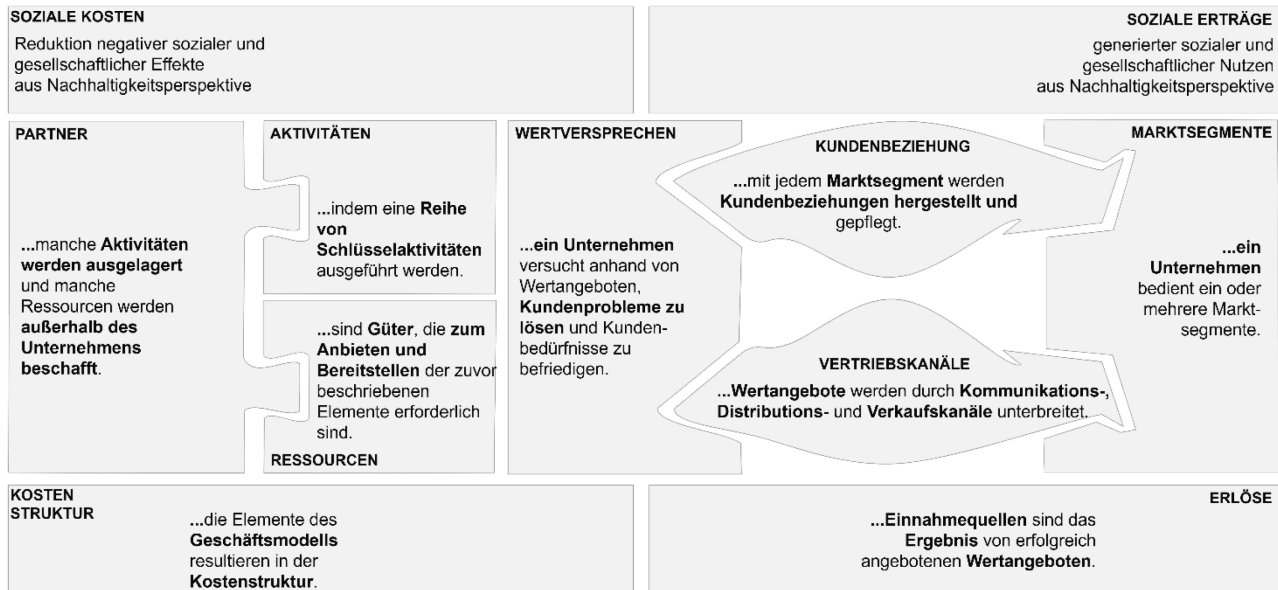 SOZIALE KOSTEN
Reduktion negativer sozialer und
gesellschaftlicher Effekte
aus Nachhaltigkeitsperspektive
SOZIALE ERTRÄGE
generierter sozialer und
gesellschaftlicher Nutzen
aus Nachhaltigkeitsperspektive
PARTNER
...manche Aktivitäten
werden ausgelagert
und manche
Ressourcen werden
außerhalb des
Unternehmens
beschafft.
AKTIVITÄTEN
...indem eine Reihe
von
Schlüsselaktivitäten
ausgeführt werden.
...sind Güter, die zum
Anbieten und
Bereitstellen der zuvor
beschriebenen
Elemente erforderlich
sind.
RESSOURCEN
WERTVERSPRECHEN
...ein Unternehmen
versucht anhand von
Wertangeboten,
Kundenprobleme zu
lösen und Kunden-
bedürfnisse zu
befriedigen.
KUNDENBEZIEHUNG
...mit jedem Marktsegment werden
Kundenbeziehungen hergestellt und
gepflegt.
VERTRIEBSKANÄLE
...Wertangebote werden durch Kommunikations-,
Distributions- und Verkaufskanäle unterbreitet.
MARKTSEGMENTE
...ein
Unternehmen
bedient ein oder
mehrere Markt-
segmente.
KOSTEN
STRUKTUR
...die Elemente des
Geschäftsmodells
resultieren in der
Kostenstruktur.
ERLÖSE
...Einnahmequellen sind das
Ergebnis von erfolgreich
angebotenen Wertangeboten.